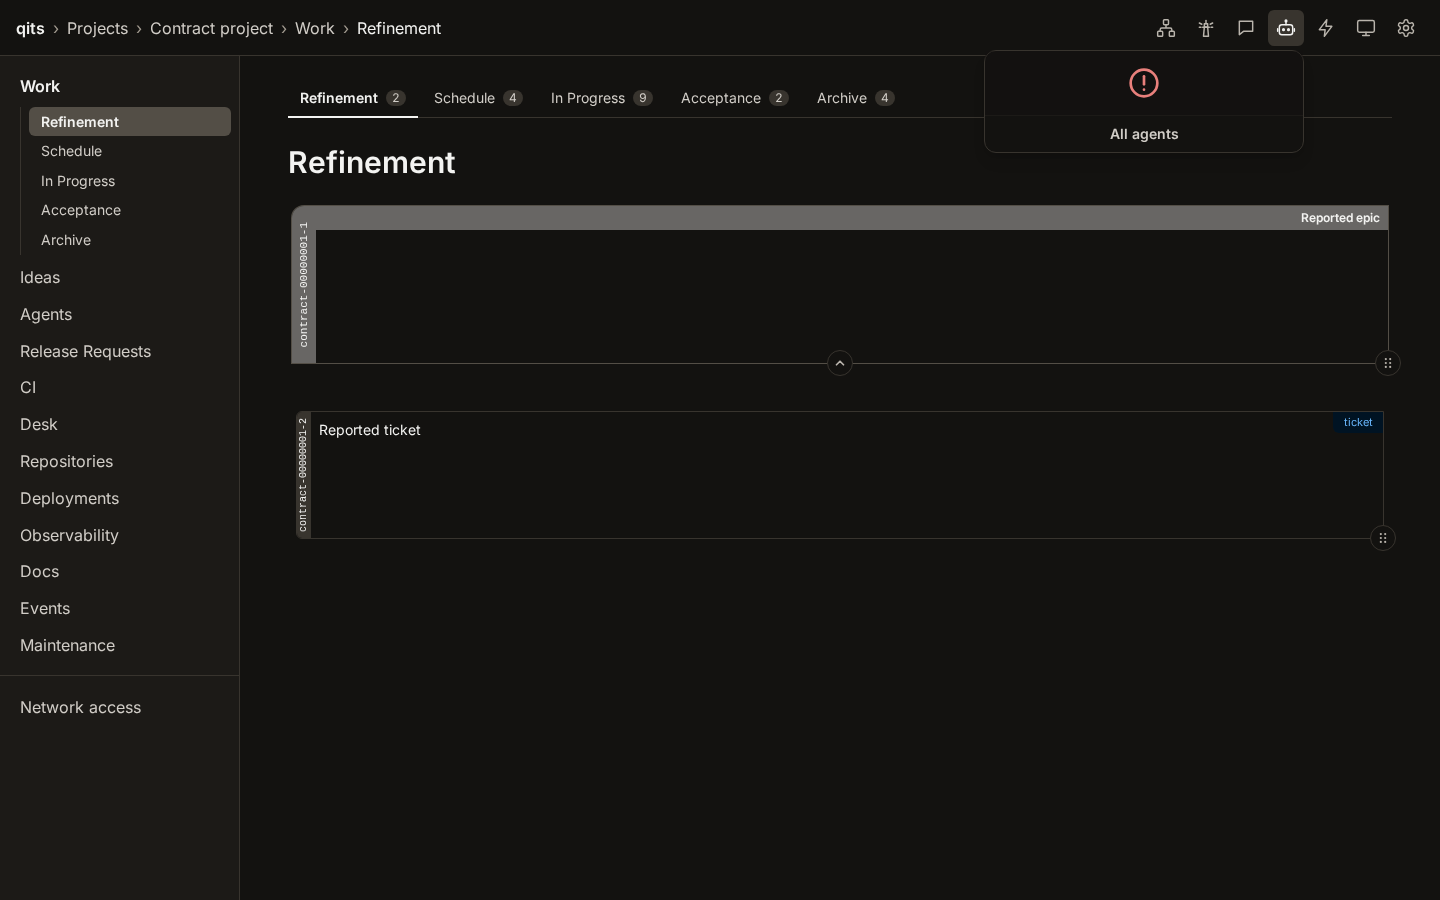 qits › Projects › Contract project › Work › Refinement
All agents
Work
Refinement
Schedule
In Progress
Acceptance
Archive
Ideas
Agents
Release Requests
CI
Desk
Repositories
Deployments
Observability
Docs
Events
Maintenance
Network access
Refinement 2
Schedule 4
In Progress 9
Acceptance 2
Archive 4
Refinement
Reported epic
contract-00000001-1
contract-00000001-2
Reported ticket
ticket